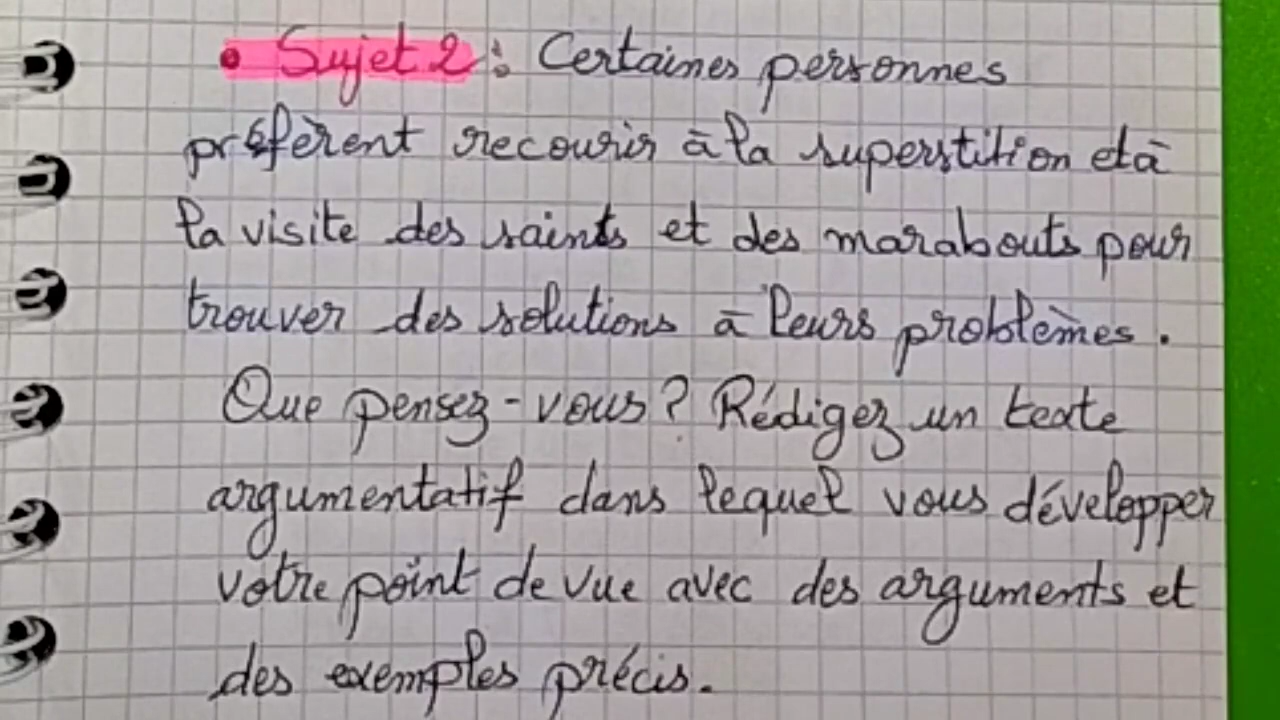 • Sujet 2 : Certaines personnes
préfèrent recourir à la superstition et à
la visite des saints et des marabouts pour
trouver des solutions à leurs problèmes.
Que pensez-vous ? Rédigez un texte
argumentatif dans lequel vous développer
votre point de vue avec des arguments et
des exemples précis.